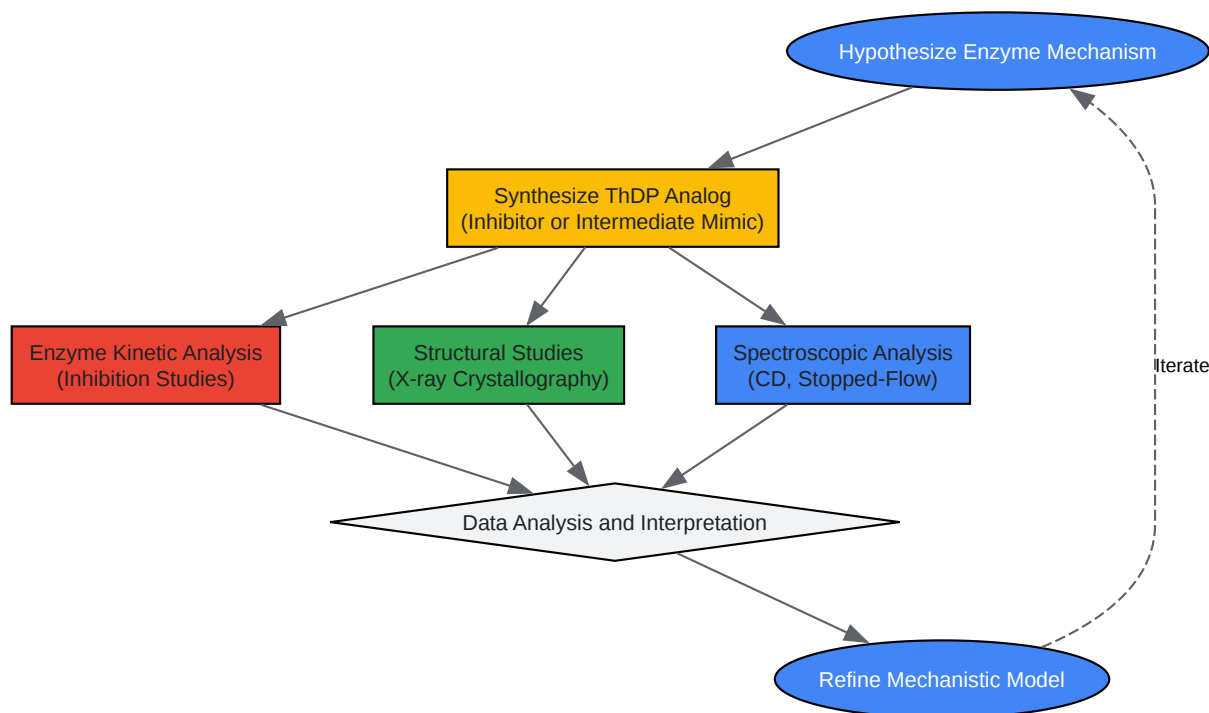 Hypothesize Enzyme Mechanism
Synthesize ThDP Analog
(Inhibitor or Intermediate Mimic)
Enzyme Kinetic Analysis
(Inhibition Studies)
Structural Studies
(X-ray Crystallography)
Spectroscopic Analysis
(CD, Stopped-Flow)
Iterate
Data Analysis and Interpretation
Refine Mechanistic Model